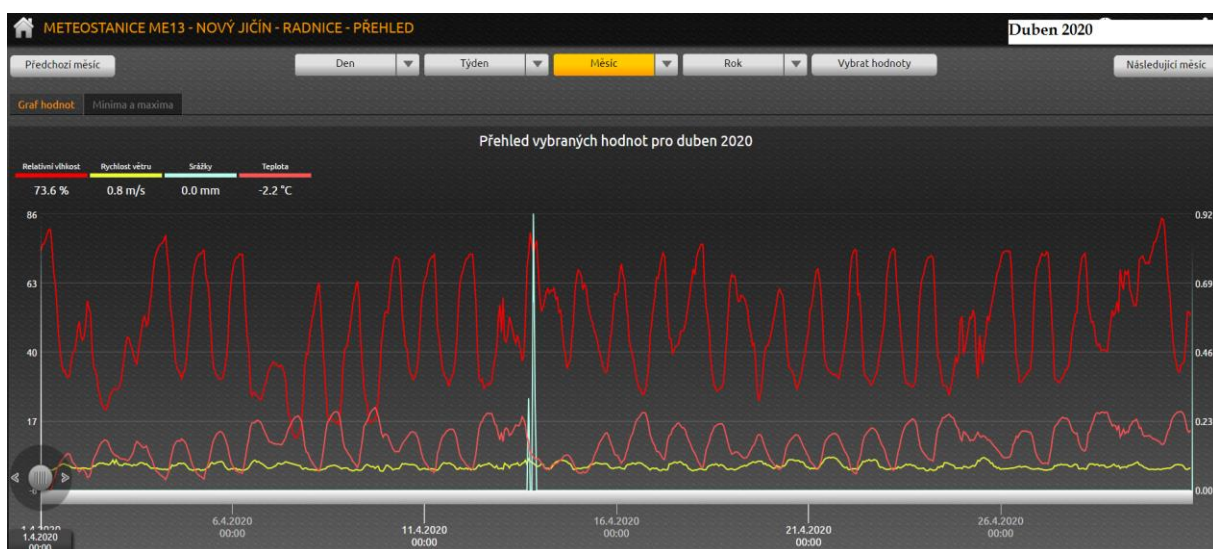 METEOSTANICE ME13 - NOVÝ JIČÍN - RADNICE - PŘEHLED
Duben 2020
Předchozí měsíc
Den
Týden
Měsíc
Rok
Vybrat hodnoty
Následující měsíc
Graf hodnot
Minima a maxima
Přehled vybraných hodnot pro duben 2020
Relativní vlhkost Rychlost větru Srážky Teplota
73.6 % 0.8 m/s 0.0 mm -2.2 °C
86 0.92
63 0.69
40 0.46
17 0.23
0.00
6.4.2020 11.4.2020 16.4.2020 21.4.2020 26.4.2020
00:00 00:00 00:00 00:00 00:00
1.4.2020
00:00